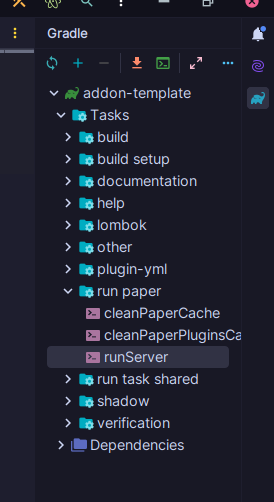 Gradle
addon-template
Tasks
build
build setup
documentation
help
lombok
other
plugin-yml
run paper
cleanPaperCache
cleanPaperPluginsCa
runServer
run task shared
shadow
verification
Dependencies